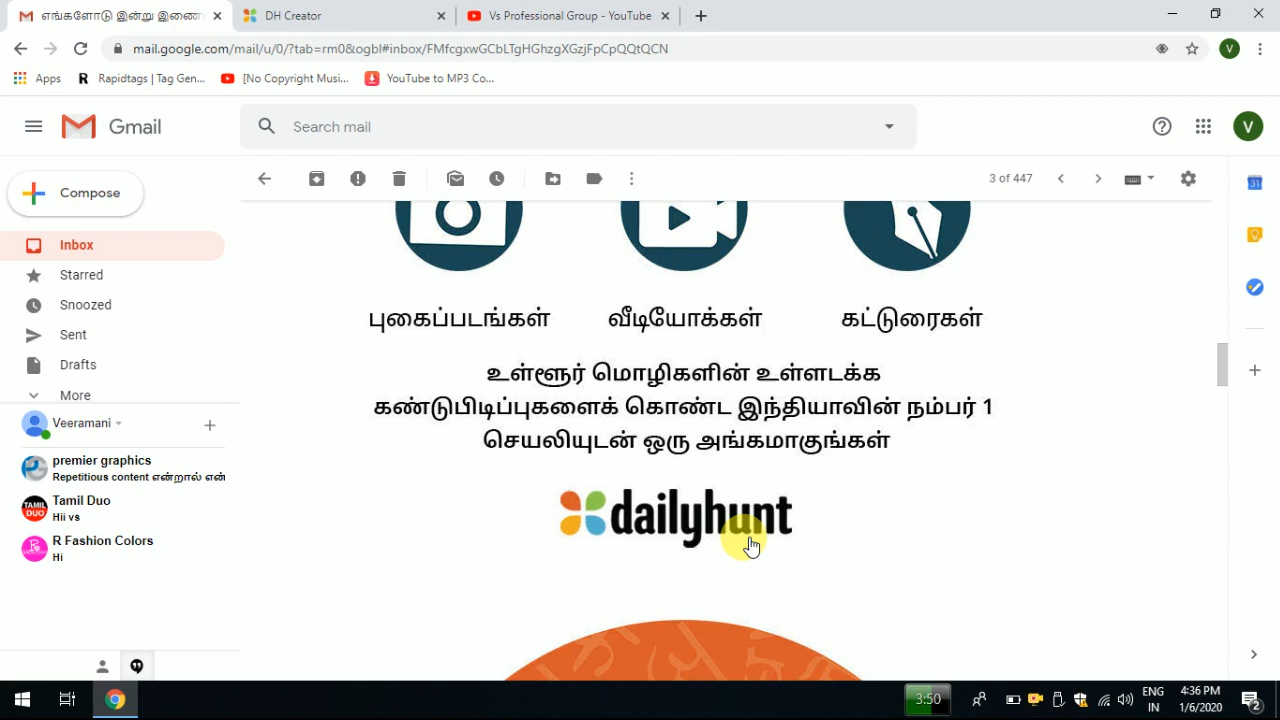 எங்களோடு இன்று இணை
DH Creator
Vs Professional Group - YouTube
mail.google.com/mail/u/0/?tab=rm0&ogbl#inbox/FMfcgxwGCbLTgHGhzgXGzjFpCpQQtQCN
V
Apps
Rapidtags | Tag Gen...
[No Copyright Musi...
YouTube to MP3 Co...
Gmail
Search mail
V
Compose
3 of 447
Inbox
Starred
Snoozed
Sent
Drafts
More
Veeramani
premier graphics
Repetitious content என்றால் என்
TAMIL DUO
Tamil Duo
Hii vs
R Fashion Colors
Hi
புகைப்படங்கள் வீடியோக்கள் கட்டுரைகள்
உள்ளூர் மொழிகளின் உள்ளடக்க
கண்டுபிடிப்புகளைக் கொண்ட இந்தியாவின் நம்பர் 1
செயலியுடன் ஒரு அங்கமாகுங்கள்
dailyhunt
31
3:50
ENG
IN
4:36 PM
1/6/2020
2